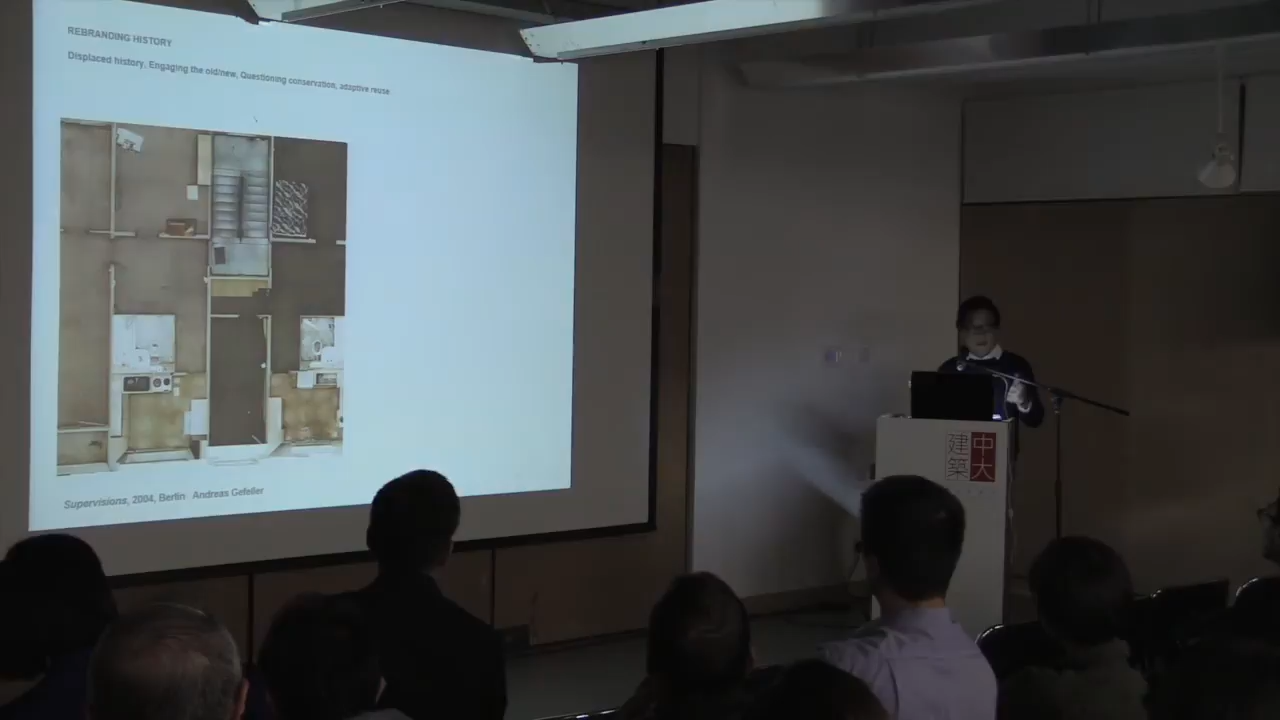 REBRANDING HISTORY
Displaced history, Engaging the old/new, Questioning conservation, adaptive reuse
Supervisions, 2004, Berlin Andreas Gefeller
建築
中大